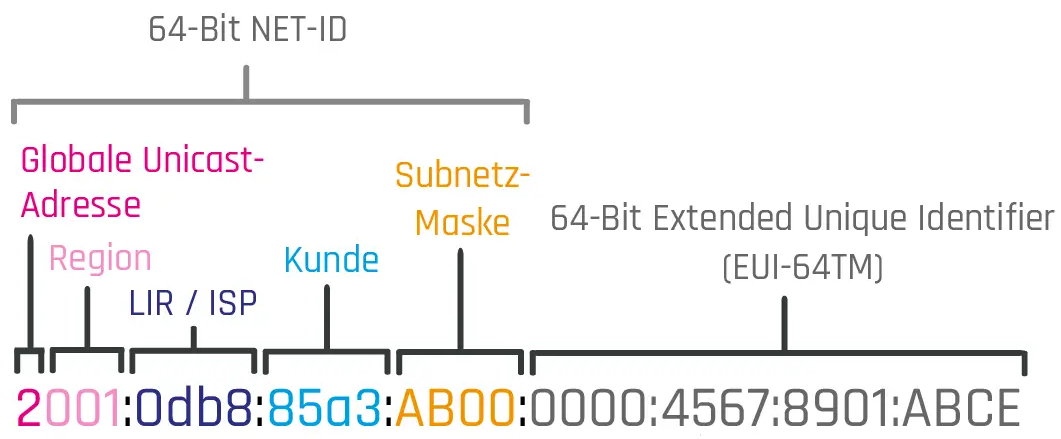 64-Bit NET-ID
Globale Unicast-
Adresse
Region
LIR / ISP
Kunde
Subnetz-
Maske
64-Bit Extended Unique Identifier
(EUI-64TM)
2001:0db8:85a3:AB00:0000:4567:8901:ABCE